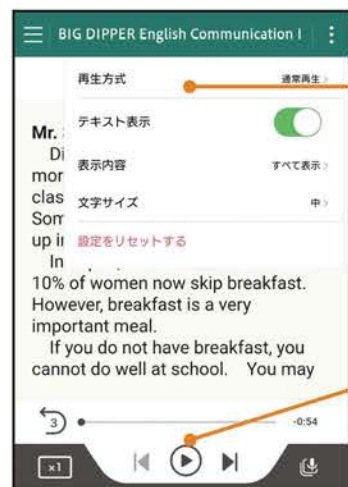 BIG DIPPER English Communication I
再生方式 通常再生 >
テキスト表示
Mr.
Di
表示内容 すべて表示 >
mor
clas
文字サイズ 中 >
Som
up in
設定をリセットする
In
10% of women now skip breakfast.
However, breakfast is a very
important meal.
If you do not have breakfast, you
cannot do well at school. You may
3 -0:54
×1